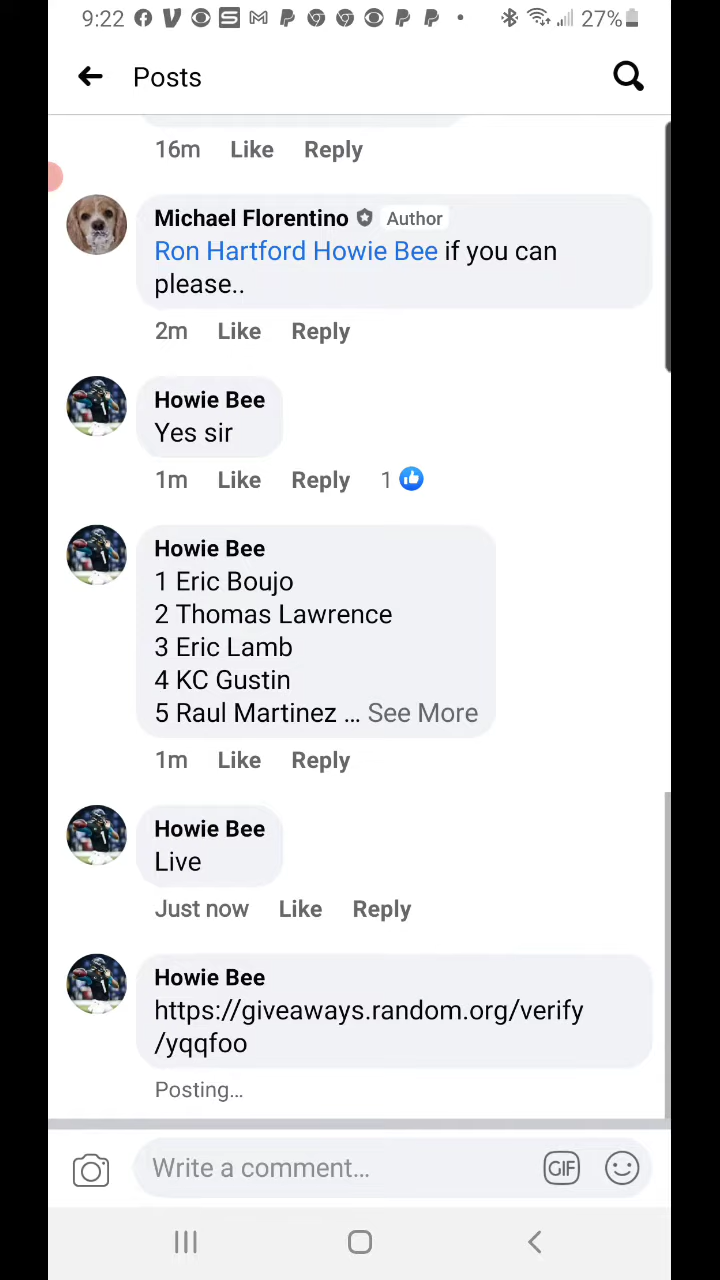 9:22 27%
Posts
16m Like Reply
Michael Florentino Author
Ron Hartford Howie Bee if you can
please..
2m Like Reply
Howie Bee
Yes sir
1m Like Reply 1
Howie Bee
1 Eric Boujo
2 Thomas Lawrence
3 Eric Lamb
4 KC Gustin
5 Raul Martinez ... See More
1m Like Reply
Howie Bee
Live
Just now Like Reply
Howie Bee
https://giveaways.random.org/verify
/yqqfoo
Posting...
Write a comment... GIF